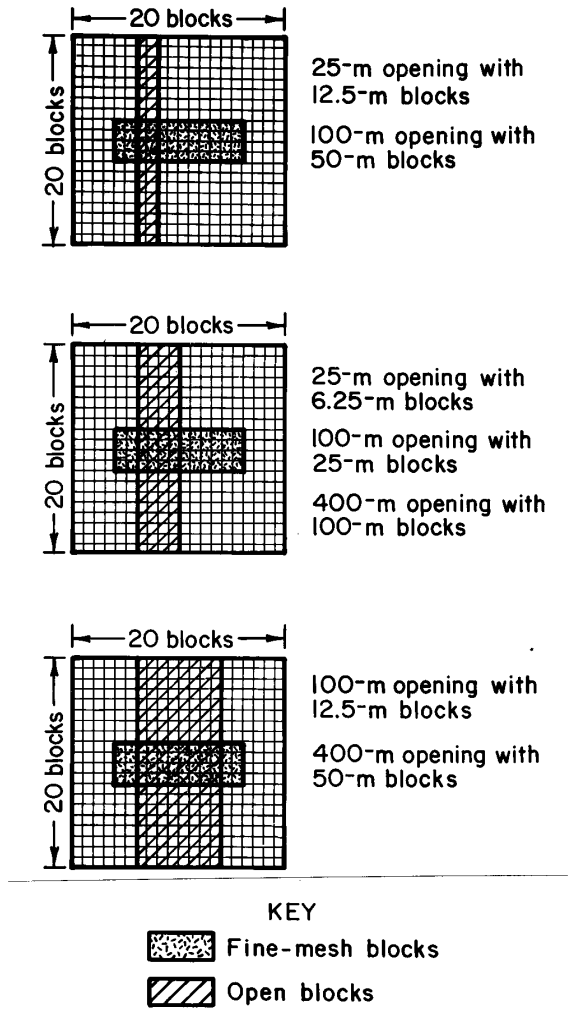 20 blocks
20 blocks
25-m opening with
12.5-m blocks
100-m opening with
50-m blocks
20 blocks
20 blocks
25-m opening with
6.25-m blocks
100-m opening with
25-m blocks
400-m opening with
100-m blocks
20 blocks
20 blocks
100-m opening with
12.5-m blocks
400-m opening with
50-m blocks
KEY
Fine-mesh blocks
Open blocks